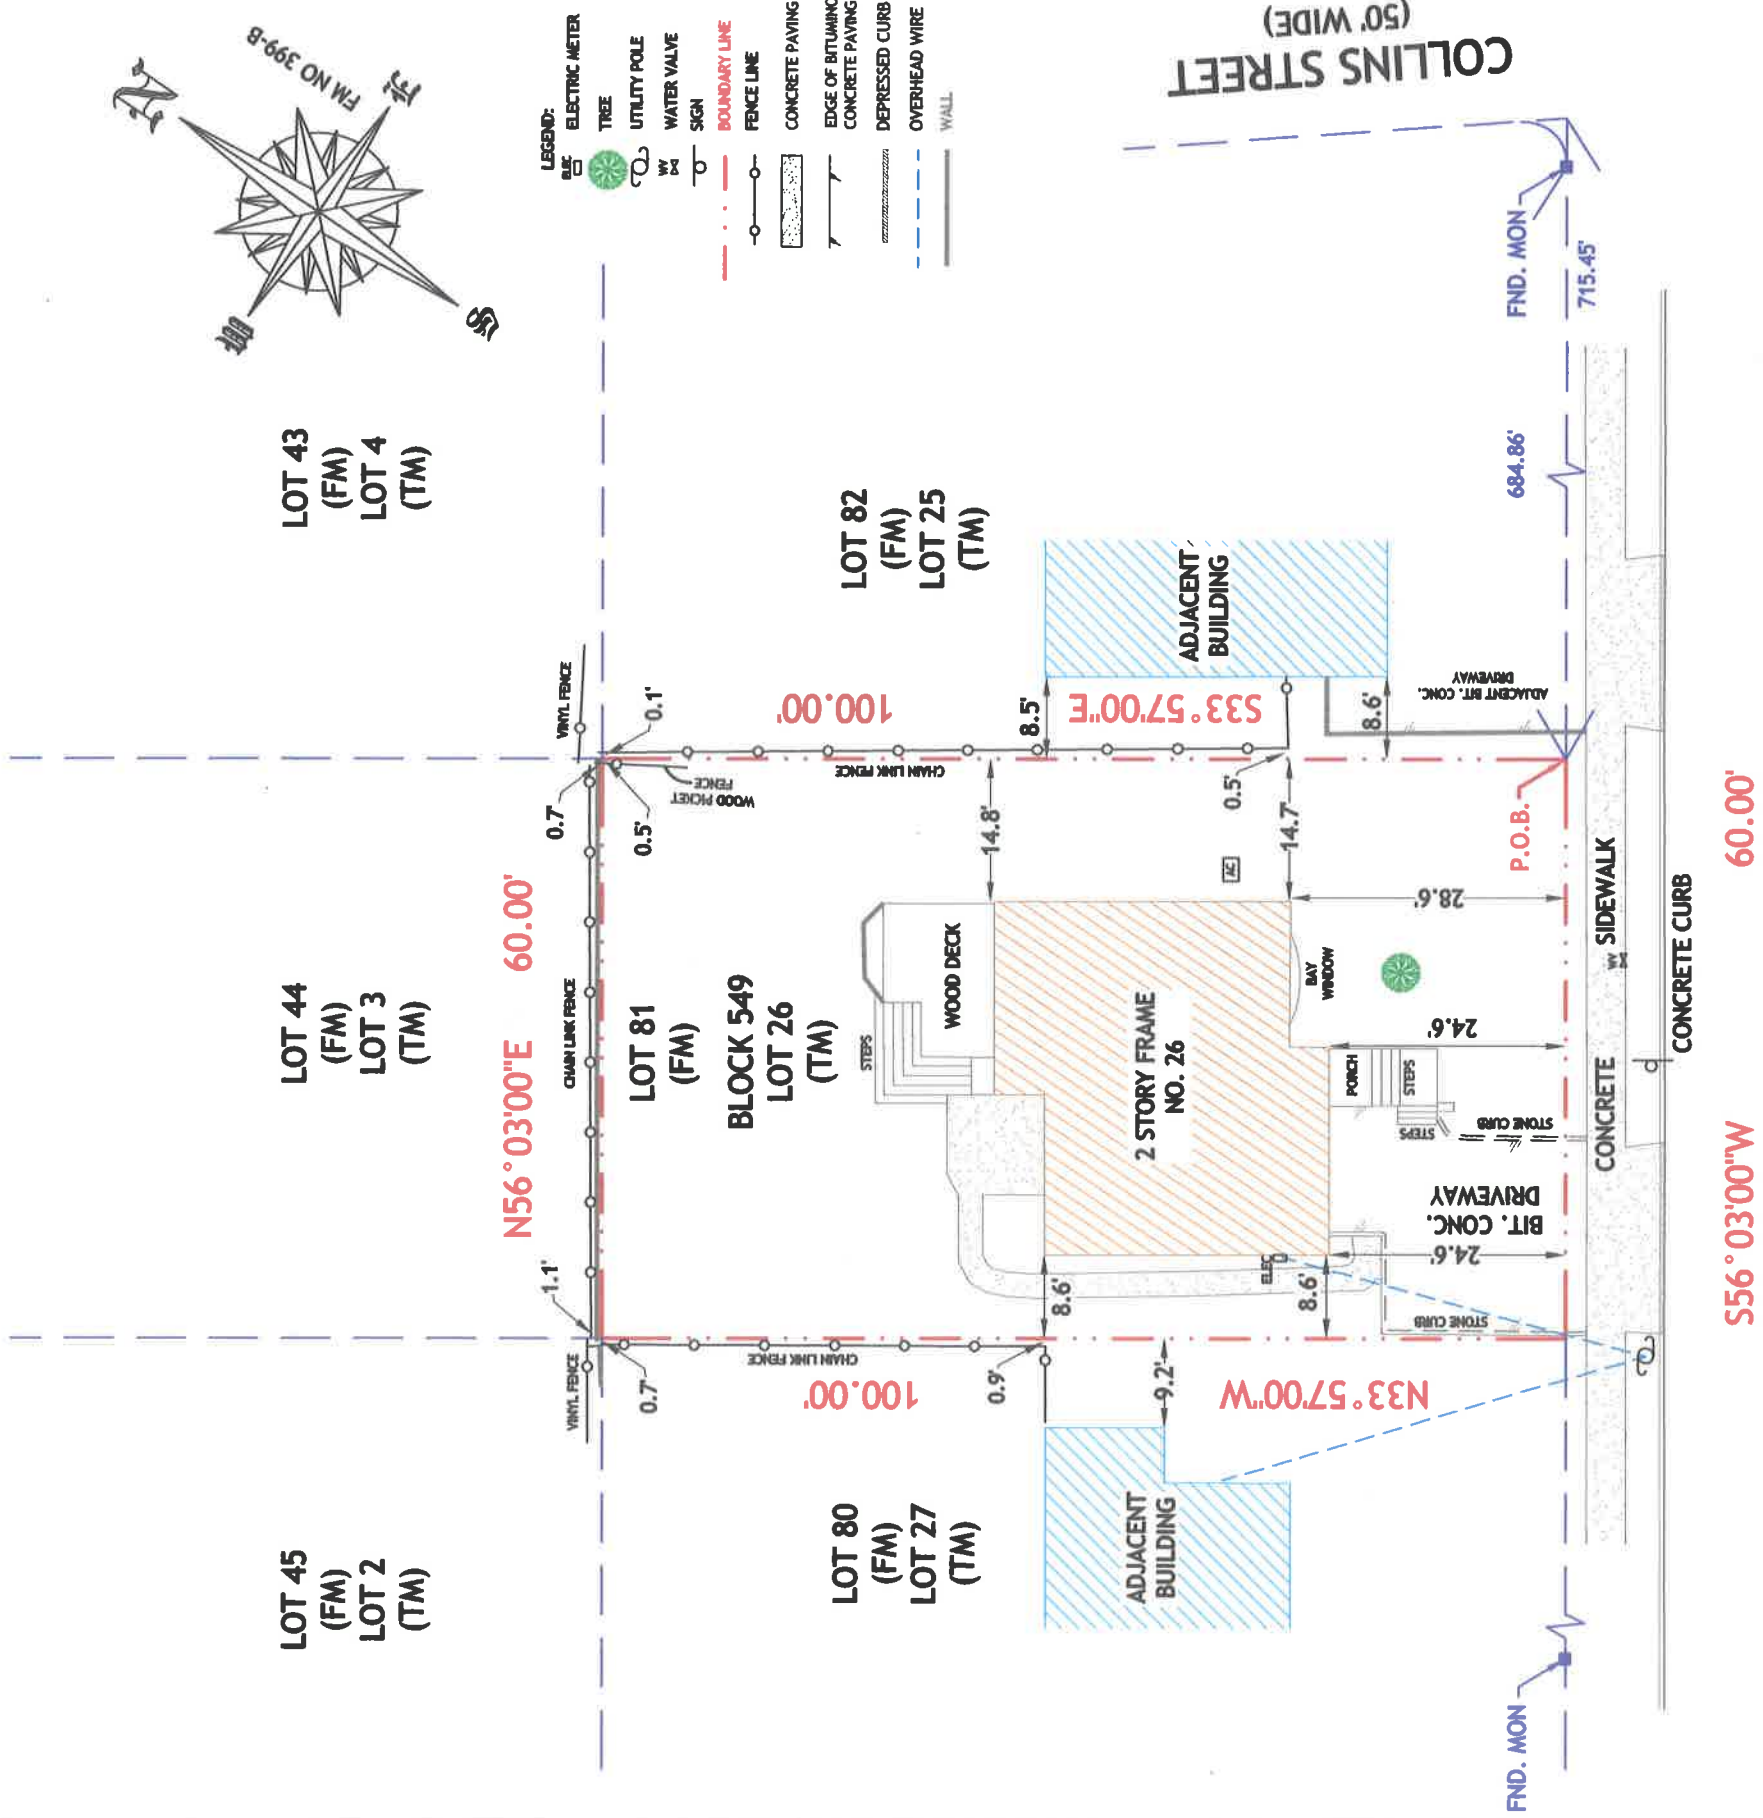 FM NO 399-B
N
LEGEND:
ELEC
ELECTRIC METER
TREE
UTILITY POLE
WV
WATER VALVE
SIGN
BOUNDARY LINE
FENCE LINE
CONCRETE PAVING
EDGE OF BITUMINO
CONCRETE PAVING
DEPRESSED CURB
OVERHEAD WIRE
WALL
COLLINS STREET
(50' WIDE)
LOT 45
(FM)
LOT 2
(TM)
LOT 44
(FM)
LOT 3
(TM)
LOT 43
(FM)
LOT 4
(TM)
N56°03'00"E 60.00'
VINYL FENCE
1.1'
CHAIN LINK FENCE
0.7'
VINYL FENCE
0.1'
0.7'
0.5'
WOOD PICKET
FENCE
CHAIN LINK FENCE
100.00'
S33°57'00"E
CHAIN LINK FENCE
100.00'
N33°57'00"W
0.9'
9.2'
LOT 81
(FM)
BLOCK 549
LOT 26
(TM)
LOT 80
(FM)
LOT 27
(TM)
LOT 82
(FM)
LOT 25
(TM)
STEPS
WOOD DECK
14.8'
8.5'
ADJACENT
BUILDING
ADJACENT
BUILDING
2 STORY FRAME
NO. 26
AC
0.5'
14.7'
8.6'
8.6'
ELEC
8.6'
ADJACENT BIT. CONC.
DRIVEWAY
BAY
WINDOW
28.6'
24.6'
PORCH
STEPS
STEPS
STONE CURB
BIT. CONC.
DRIVEWAY
24.6'
STONE CURB
P.O.B.
FND. MON
FND. MON
684.86'
715.45'
CONCRETE SIDEWALK
WV
CONCRETE CURB
S56°03'00"W 60.00'